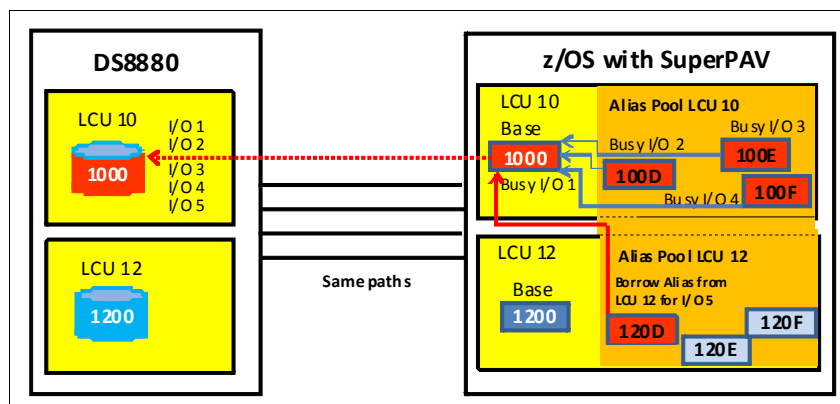 DS8880
LCU 10
1000
I/O 1
I/O 2
I/O 3
I/O 4
I/O 5
LCU 12
1200
Same paths
z/OS with SuperPAV
LCU 10
Base
1000
Busy I/O 1
Alias Pool LCU 10
Busy I/O 3
Busy I/O 2
100E
100D
100F
Busy I/O 4
LCU 12
Base
1200
Alias Pool LCU 12
Borrow Alias from
LCU 12 for I/O5
120D
120F
120E